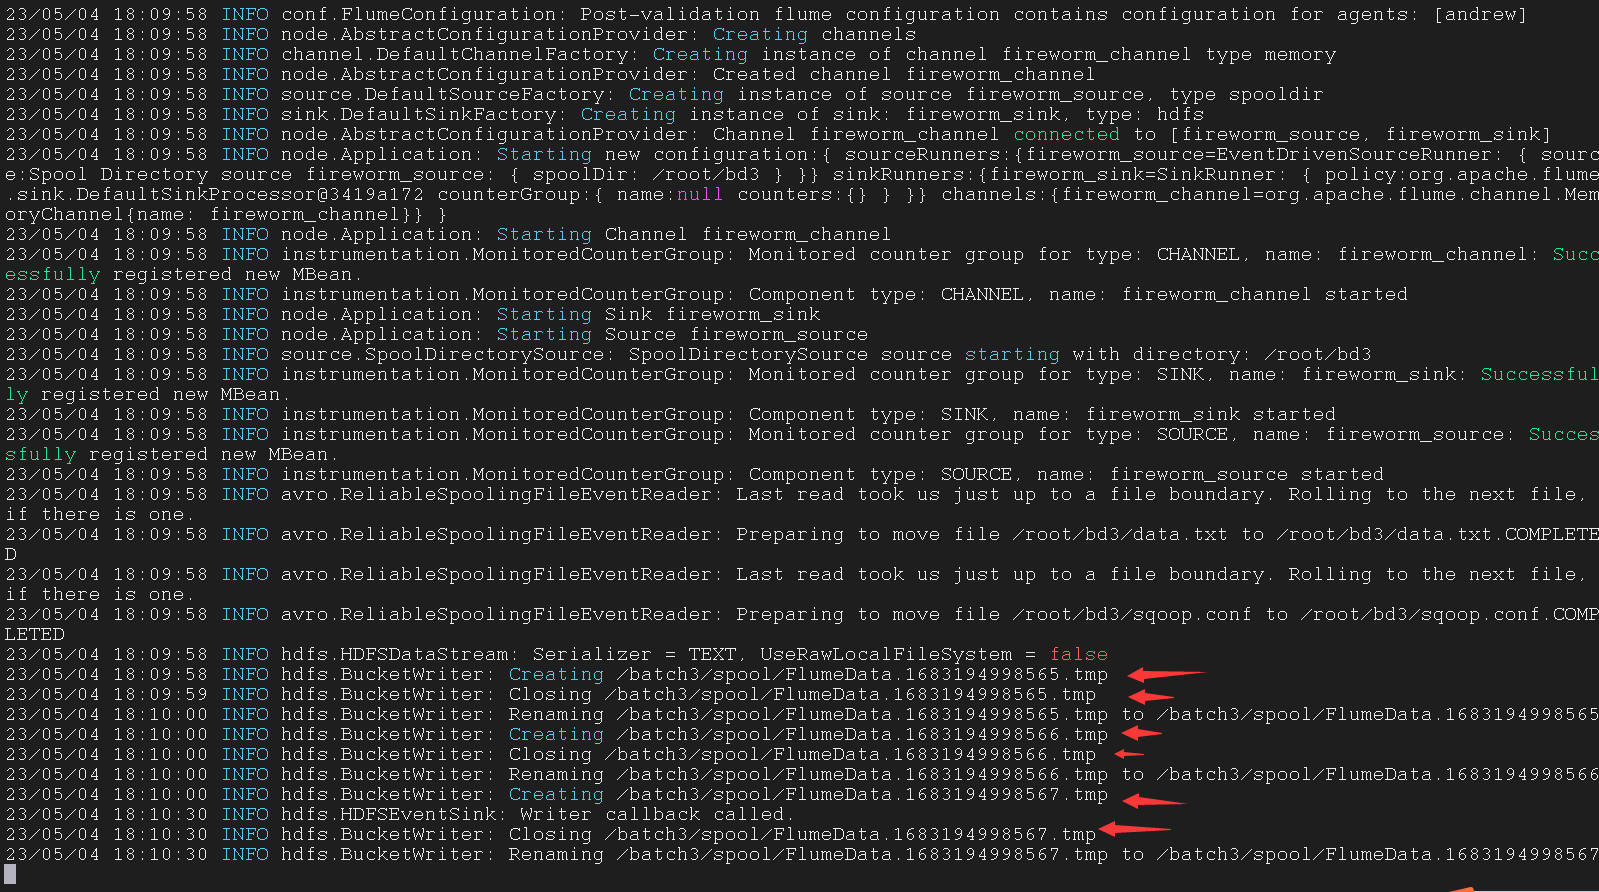 23/05/04 18:09:58 INFO conf.FlumeConfiguration: Post-validation flume configuration contains configuration for agents: [andrew]
23/05/04 18:09:58 INFO node.AbstractConfigurationProvider: Creating channels
23/05/04 18:09:58 INFO channel.DefaultChannelFactory: Creating instance of channel fireworm_channel type memory
23/05/04 18:09:58 INFO node.AbstractConfigurationProvider: Created channel fireworm_channel
23/05/04 18:09:58 INFO source.DefaultSourceFactory: Creating instance of source fireworm_source, type spooldir
23/05/04 18:09:58 INFO sink.DefaultSinkFactory: Creating instance of sink: fireworm_sink, type: hdfs
23/05/04 18:09:58 INFO node.AbstractConfigurationProvider: Channel fireworm_channel connected to [fireworm_source, fireworm_sink]
23/05/04 18:09:58 INFO node.Application: Starting new configuration:{ sourceRunners:{fireworm_source=EventDrivenSourceRunner: { sourc
e:Spool Directory source fireworm_source: { spoolDir: /root/bd3 } }} sinkRunners:{fireworm_sink=SinkRunner: { policy:org.apache.flume
.sink.DefaultSinkProcessor@3419a172 counterGroup:{ name:null counters:{} } }} channels:{fireworm_channel=org.apache.flume.channel.Mem
oryChannel{name: fireworm_channel}} }
23/05/04 18:09:58 INFO node.Application: Starting Channel fireworm_channel
23/05/04 18:09:58 INFO instrumentation.MonitoredCounterGroup: Monitored counter group for type: CHANNEL, name: fireworm_channel: Succ
essfully registered new MBean.
23/05/04 18:09:58 INFO instrumentation.MonitoredCounterGroup: Component type: CHANNEL, name: fireworm_channel started
23/05/04 18:09:58 INFO node.Application: Starting Sink fireworm_sink
23/05/04 18:09:58 INFO node.Application: Starting Source fireworm_source
23/05/04 18:09:58 INFO source.SpoolDirectorySource: SpoolDirectorySource source starting with directory: /root/bd3
23/05/04 18:09:58 INFO instrumentation.MonitoredCounterGroup: Monitored counter group for type: SINK, name: fireworm_sink: Successful
ly registered new MBean.
23/05/04 18:09:58 INFO instrumentation.MonitoredCounterGroup: Component type: SINK, name: fireworm_sink started
23/05/04 18:09:58 INFO instrumentation.MonitoredCounterGroup: Monitored counter group for type: SOURCE, name: fireworm_source: Succes
sfully registered new MBean.
23/05/04 18:09:58 INFO instrumentation.MonitoredCounterGroup: Component type: SOURCE, name: fireworm_source started
23/05/04 18:09:58 INFO avro.ReliableSpoolingFileEventReader: Last read took us just up to a file boundary. Rolling to the next file,
if there is one.
23/05/04 18:09:58 INFO avro.ReliableSpoolingFileEventReader: Preparing to move file /root/bd3/data.txt to /root/bd3/data.txt.COMPLETE
D
23/05/04 18:09:58 INFO avro.ReliableSpoolingFileEventReader: Last read took us just up to a file boundary. Rolling to the next file,
if there is one.
23/05/04 18:09:58 INFO avro.ReliableSpoolingFileEventReader: Preparing to move file /root/bd3/sqoop.conf to /root/bd3/sqoop.conf.COMP
LETED
23/05/04 18:09:58 INFO hdfs.HDFSDataStream: Serializer = TEXT, UseRawLocalFileSystem = false
23/05/04 18:09:58 INFO hdfs.BucketWriter: Creating /batch3/spool/FlumeData.1683194998565.tmp
23/05/04 18:09:59 INFO hdfs.BucketWriter: Closing /batch3/spool/FlumeData.1683194998565.tmp
23/05/04 18:10:00 INFO hdfs.BucketWriter: Renaming /batch3/spool/FlumeData.1683194998565.tmp to /batch3/spool/FlumeData.1683194998565
23/05/04 18:10:00 INFO hdfs.BucketWriter: Creating /batch3/spool/FlumeData.1683194998566.tmp
23/05/04 18:10:00 INFO hdfs.BucketWriter: Closing /batch3/spool/FlumeData.1683194998566.tmp
23/05/04 18:10:00 INFO hdfs.BucketWriter: Renaming /batch3/spool/FlumeData.1683194998566.tmp to /batch3/spool/FlumeData.1683194998566
23/05/04 18:10:00 INFO hdfs.BucketWriter: Creating /batch3/spool/FlumeData.1683194998567.tmp
23/05/04 18:10:30 INFO hdfs.HDFSEventSink: Writer callback called.
23/05/04 18:10:30 INFO hdfs.BucketWriter: Closing /batch3/spool/FlumeData.1683194998567.tmp
23/05/04 18:10:30 INFO hdfs.BucketWriter: Renaming /batch3/spool/FlumeData.1683194998567.tmp to /batch3/spool/FlumeData.1683194998567